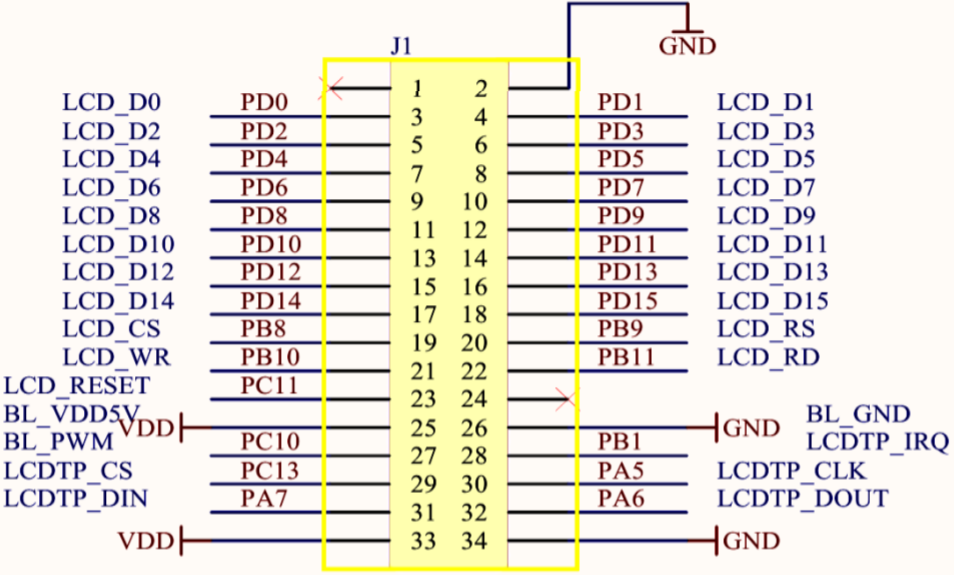 GND
J1
1 2
LCD_D0 PD0 3 4 PD1 LCD_D1
LCD_D2 PD2 5 6 PD3 LCD_D3
LCD_D4 PD4 7 8 PD5 LCD_D5
LCD_D6 PD6 9 10 PD7 LCD_D7
LCD_D8 PD8 11 12 PD9 LCD_D9
LCD_D10 PD10 13 14 PD11 LCD_D11
LCD_D12 PD12 15 16 PD13 LCD_D13
LCD_D14 PD14 17 18 PD15 LCD_D15
LCD_CS PB8 19 20 PB9 LCD_RS
LCD_WR PB10 21 22 PB11 LCD_RD
LCD_RESET PC11 23 24
BL_VDD5V VDD 25 26 GND BL_GND
BL_PWM PC10 27 28 PB1 LCDTP_IRQ
LCDTP_CS PC13 29 30 PA5 LCDTP_CLK
LCDTP_DIN PA7 31 32 PA6 LCDTP_DOUT
VDD 33 34 GND